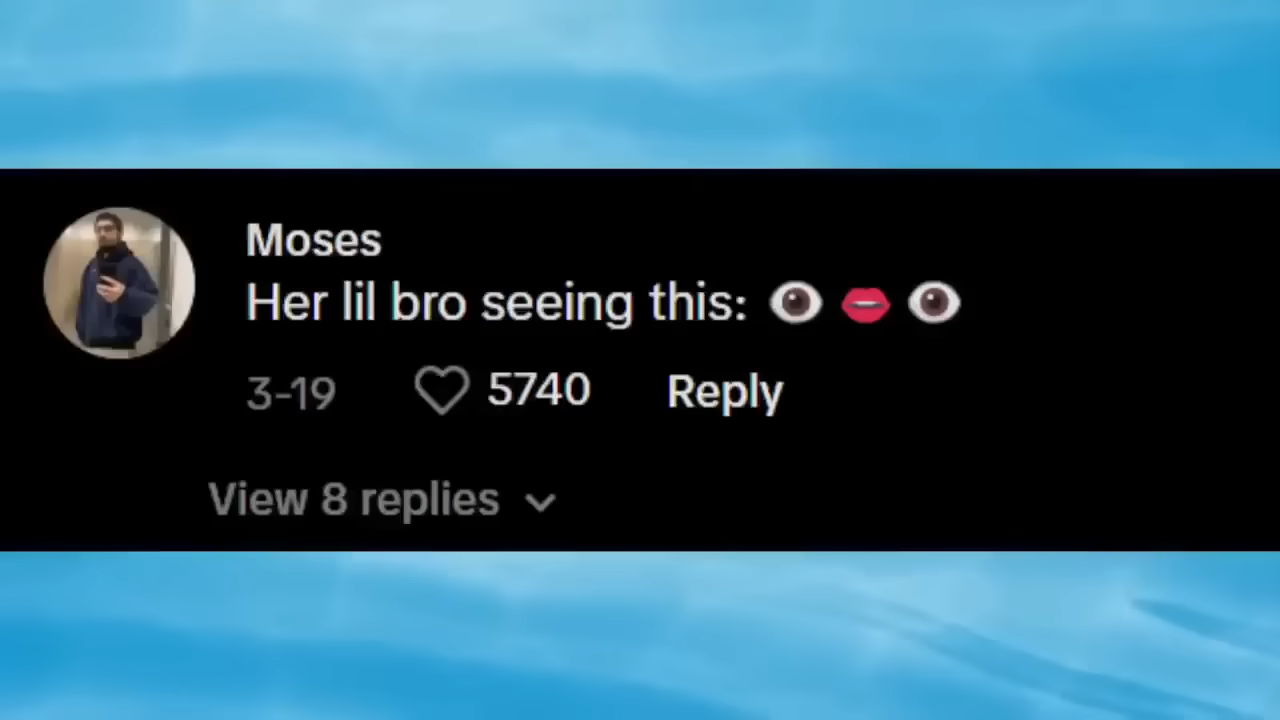 Moses
Her lil bro seeing this: 👁️ 👄 👁️
3-19 5740 Reply
View 8 replies